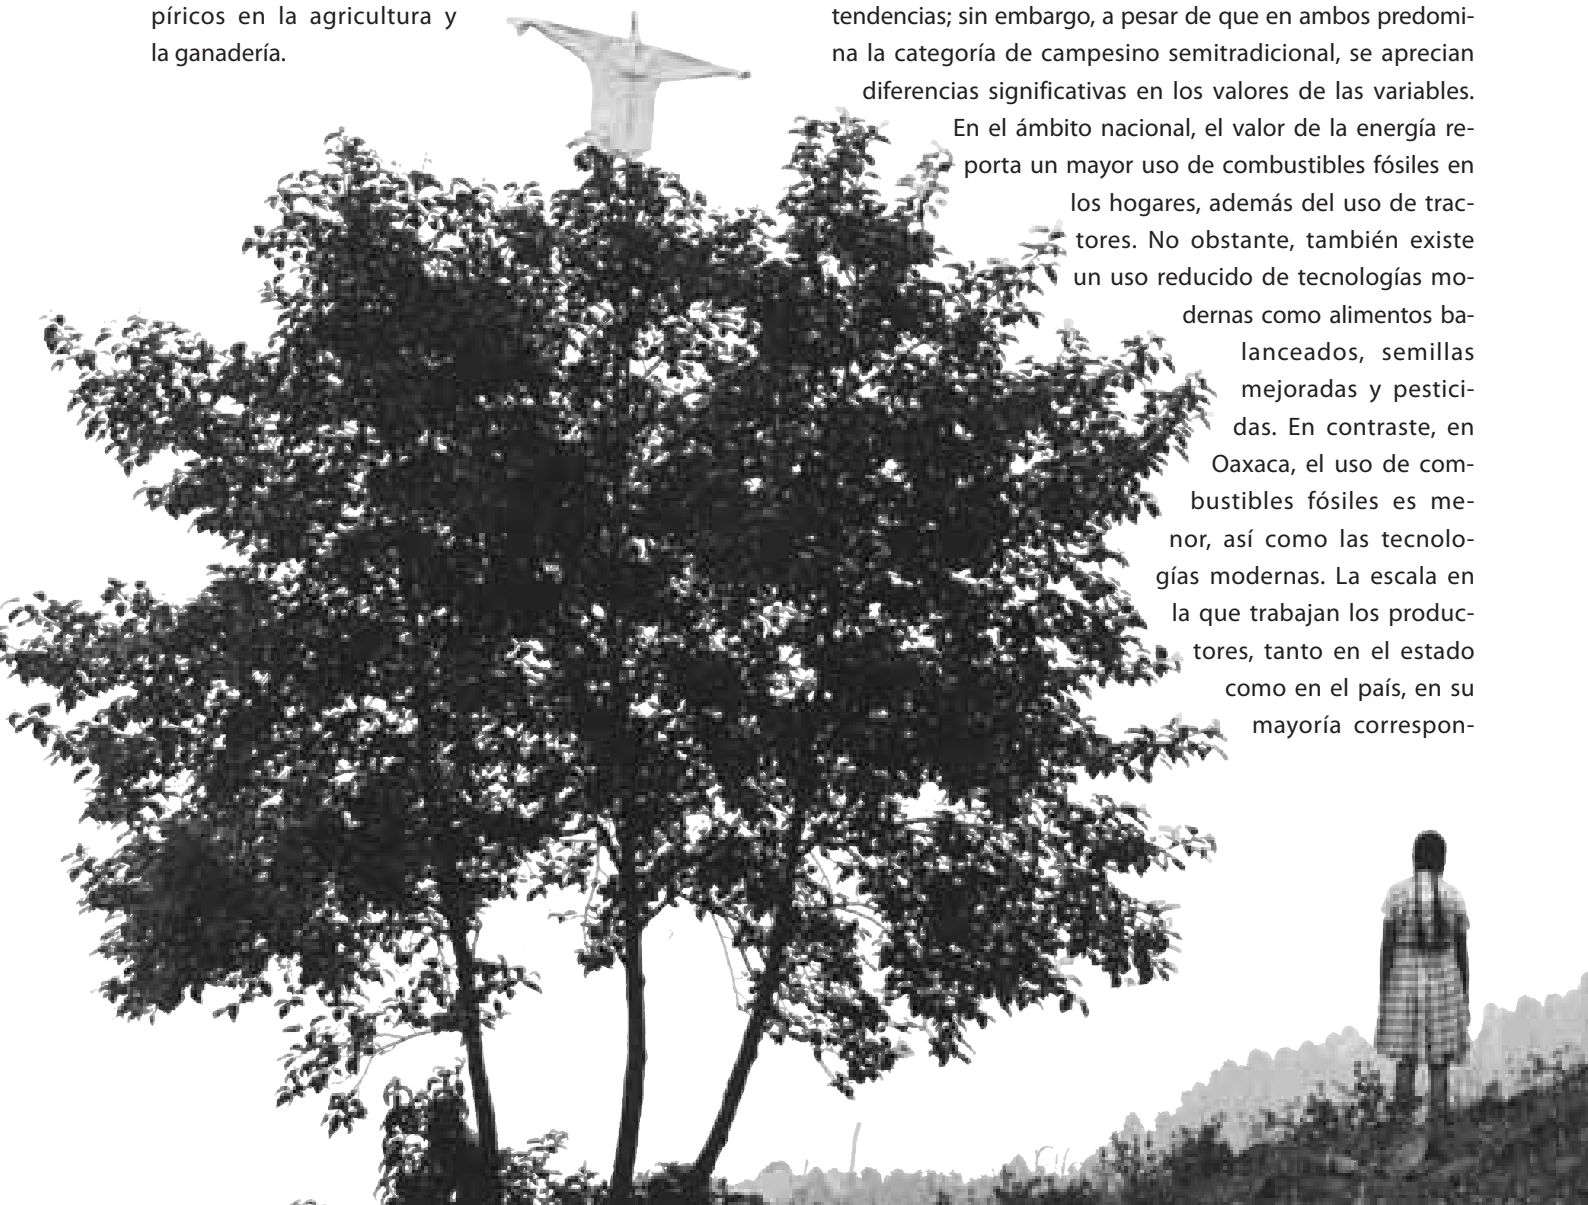 píricos en la agricultura y
la ganadería.
tendencias; sin embargo, a pesar de que en ambos predomi-
na la categoría de campesino semitradicional, se aprecian
diferencias significativas en los valores de las variables.
En el ámbito nacional, el valor de la energía re-
porta un mayor uso de combustibles fósiles en
los hogares, además del uso de trac-
tores. No obstante, también existe
un uso reducido de tecnologías mo-
dernas como alimentos ba-
lanceados, semillas
mejoradas y pestici-
das. En contraste, en
Oaxaca, el uso de com-
bustibles fósiles es me-
nor, así como las tecnolo-
gías modernas. La escala en
la que trabajan los produc-
tores, tanto en el estado
como en el país, en su
mayoría correspon-